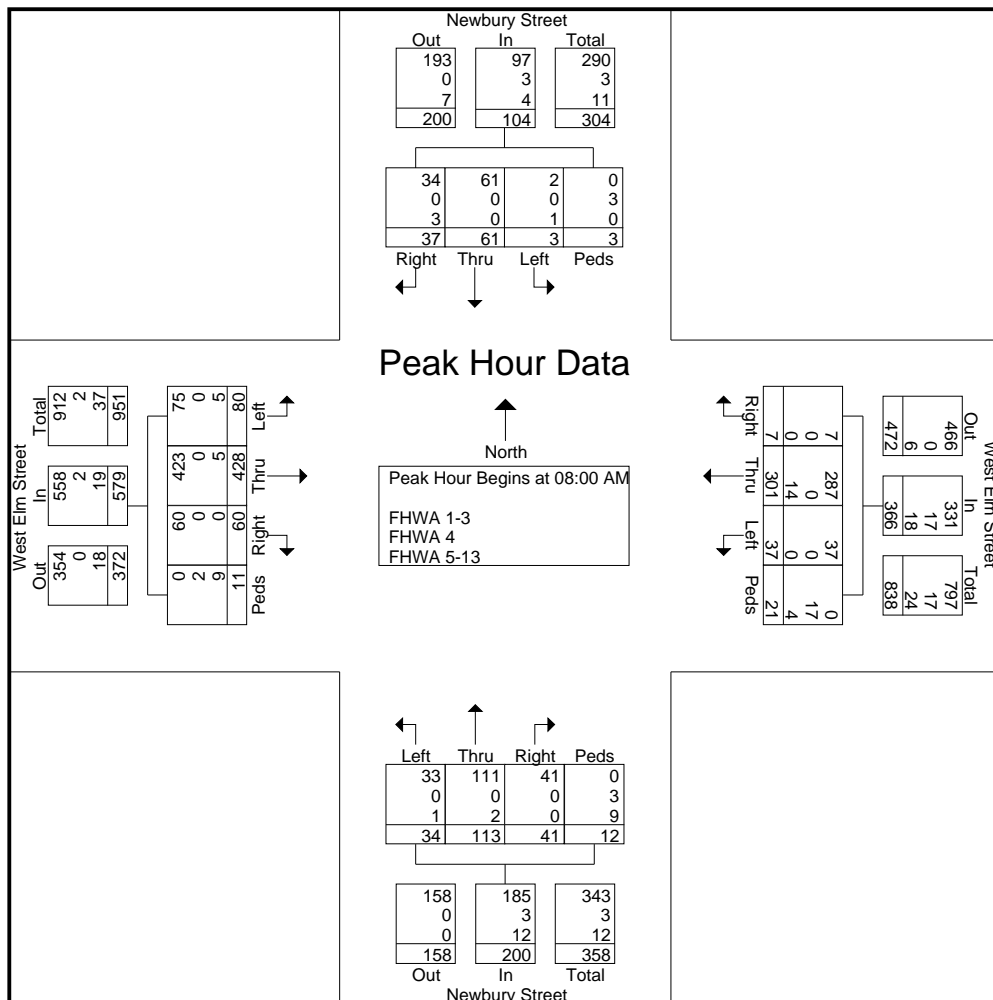 Newbury Street
Out In Total
193 97 290
0 3 3
7 4 11
200 104 304
34 61 2 0
0 0 0 3
3 0 1 0
37 61 3 3
Right Thru Left Peds
Peak Hour Data
North
Peak Hour Begins at 08:00 AM
FHWA 1-3
FHWA 4
FHWA 5-13
West Elm Street
Out In Total
354 558 912
0 2 2
18 19 37
372 579 951
75 423 60 0
0 0 0 2
5 5 0 9
80 428 60 11
Left Thru Right Peds
West Elm Street
Out In Total
466 331 797
0 17 17
6 18 24
472 366 838
7 287 37 0
0 0 0 17
0 14 0 4
7 301 37 21
Right Thru Left Peds
Left Thru Right Peds
33 111 41 0
0 0 0 3
1 2 0 9
34 113 41 12
158 185 343
0 3 3
0 12 12
158 200 358
Out In Total
Newbury Street